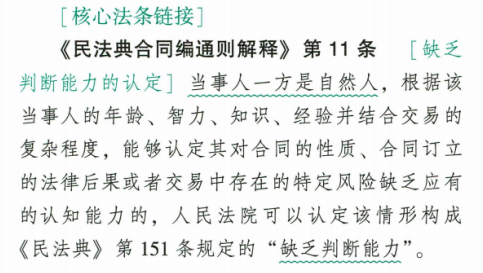 [核心法条链接]
《民法典合同编通则解释》第 11 条 [缺乏
判断能力的认定] 当事人一方是自然人，根据该
当事人的年龄、智力、知识、经验并结合交易的
复杂程度，能够认定其对合同的性质、合同订立
的法律后果或者交易中存在的特定风险缺乏应有
的认知能力的，人民法院可以认定该情形构成
《民法典》第 151 条规定的“缺乏判断能力”。